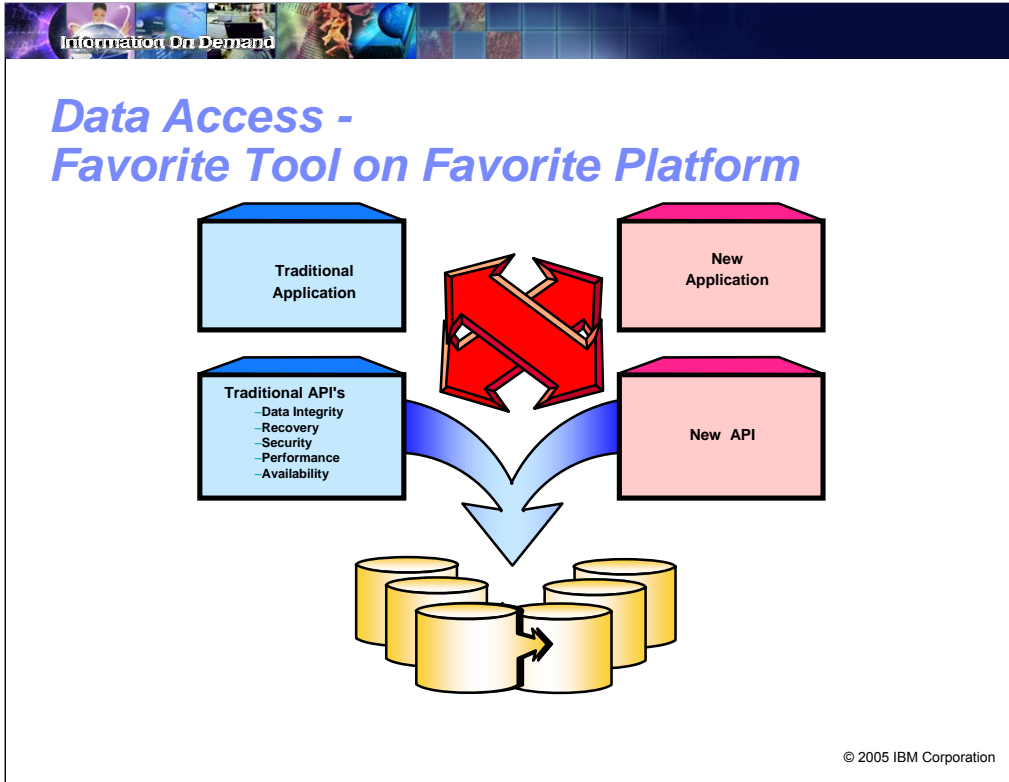 Information On Demand
Data Access -
Favorite Tool on Favorite Platform
Traditional
Application
New
Application
Traditional API's
–Data Integrity
–Recovery
–Security
–Performance
–Availability
New API
© 2005 IBM Corporation